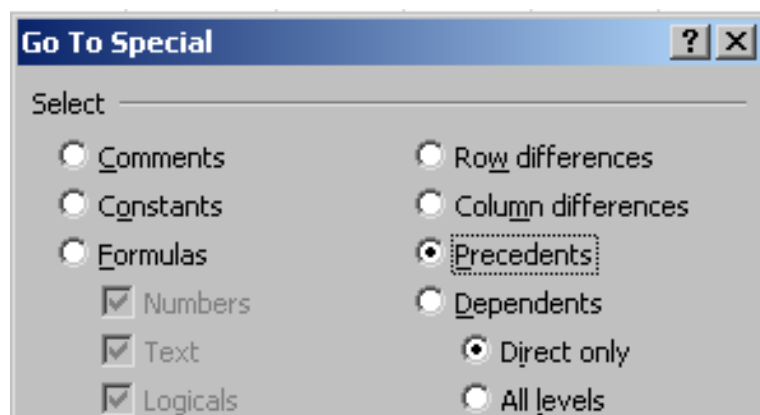 Go To Special
Select
Comments
Constants
Formulas
Numbers
Text
Logicals
Row differences
Column differences
Precedents
Dependents
Direct only
All levels